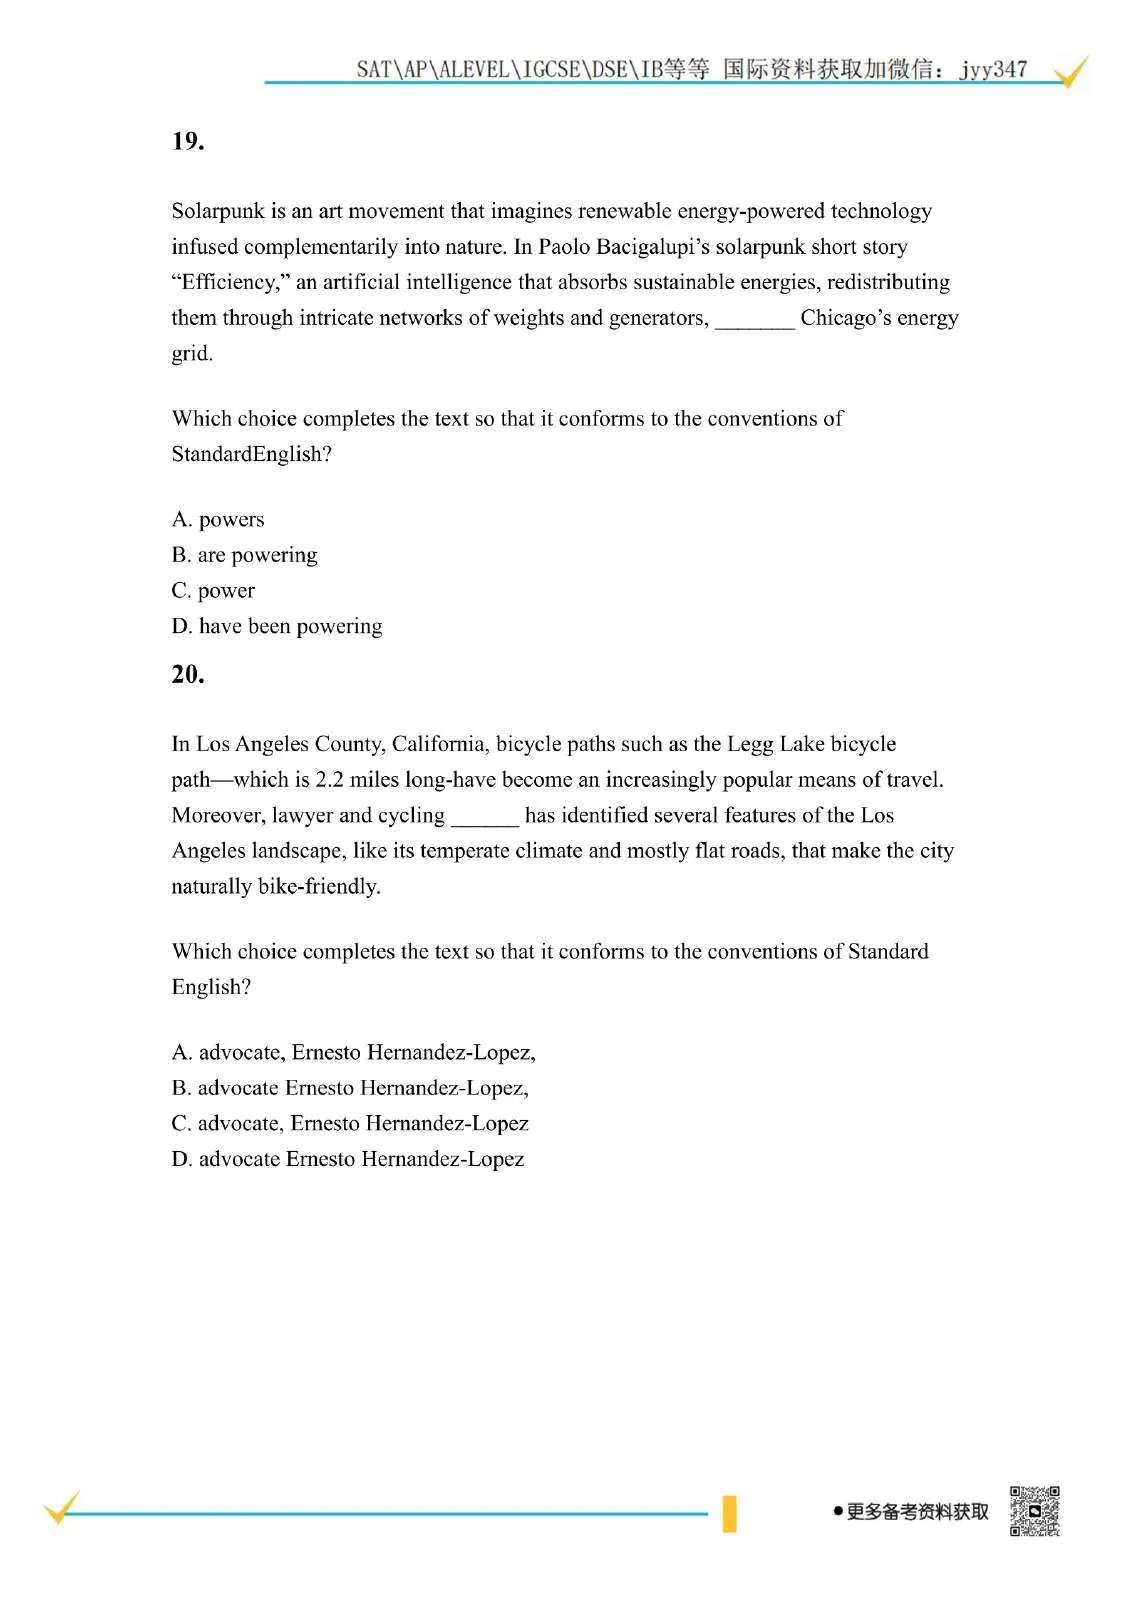 SAT\AP\ALEVEL\IGCSE\DSE\IB等等 国际资料获取加微信：jyy347
19.
Solarpunk is an art movement that imagines renewable energy-powered technology
infused complementarily into nature. In Paolo Bacigalupi’s solarpunk short story
“Efficiency,” an artificial intelligence that absorbs sustainable energies, redistributing
them through intricate networks of weights and generators, _______ Chicago’s energy
grid.
Which choice completes the text so that it conforms to the conventions of
StandardEnglish?
A. powers
B. are powering
C. power
D. have been powering
20.
In Los Angeles County, California, bicycle paths such as the Legg Lake bicycle
path—which is 2.2 miles long-have become an increasingly popular means of travel.
Moreover, lawyer and cycling ______ has identified several features of the Los
Angeles landscape, like its temperate climate and mostly flat roads, that make the city
naturally bike-friendly.
Which choice completes the text so that it conforms to the conventions of Standard
English?
A. advocate, Ernesto Hernandez-Lopez,
B. advocate Ernesto Hernandez-Lopez,
C. advocate, Ernesto Hernandez-Lopez
D. advocate Ernesto Hernandez-Lopez
●更多备考资料获取